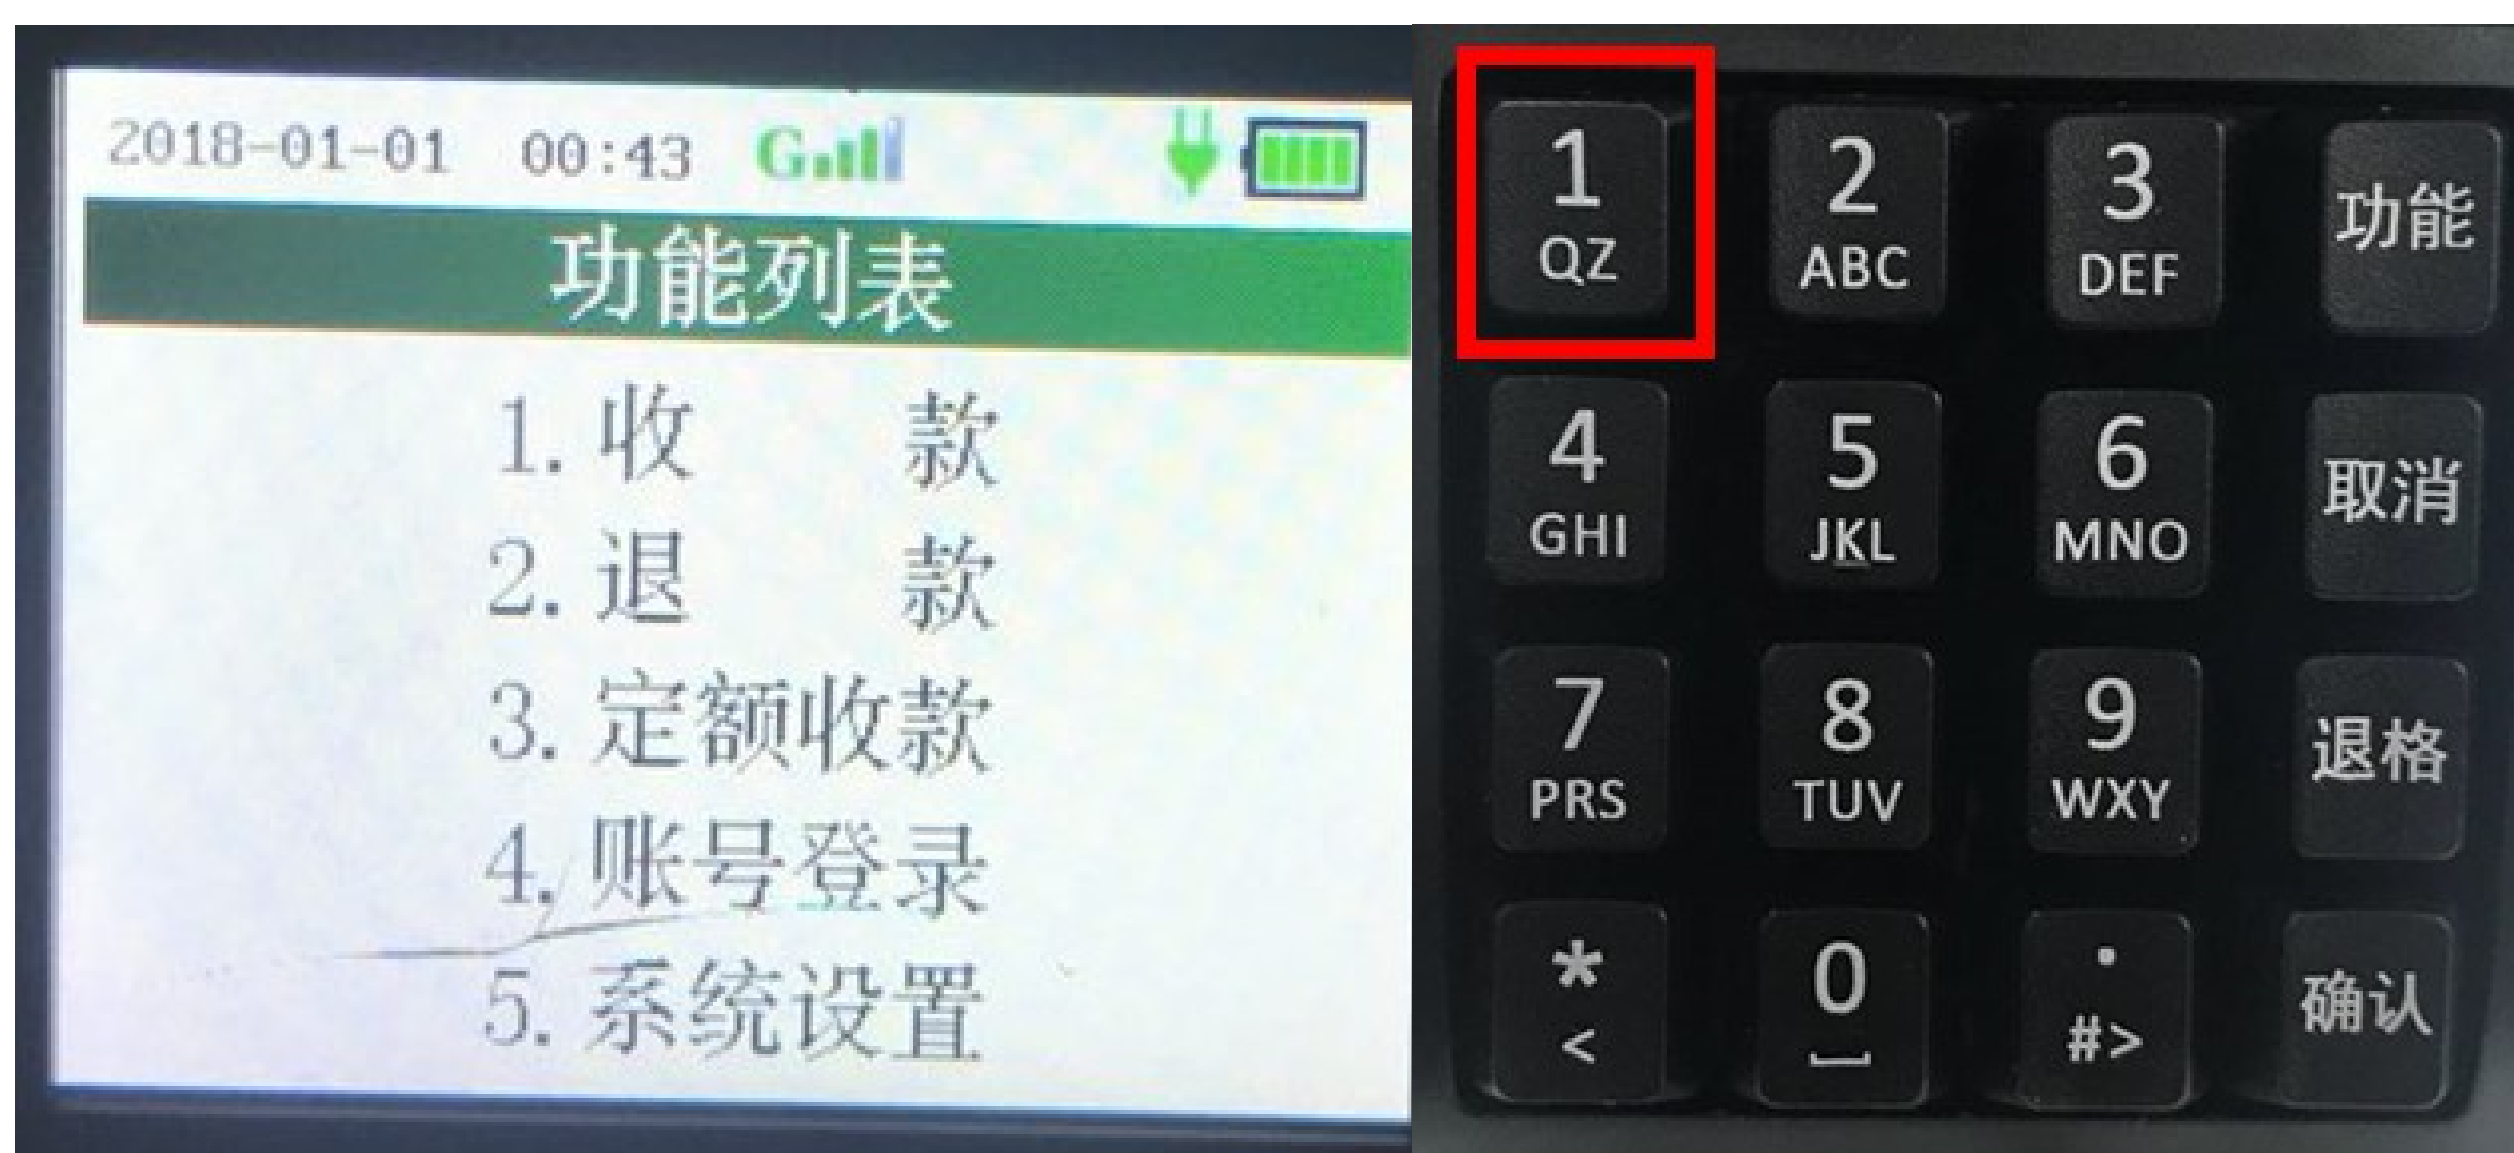 2018-01-01 00:43 G
功能列表
1.收 款
2.退 款
3.定额收款
4.账号登录
5.系统设置
1 2 3 功能
QZ ABC DEF
4 5 6 取消
GHI JKL MNO
7 8 9 退格
PRS TUV WXY
* 0 . 确认
< #>